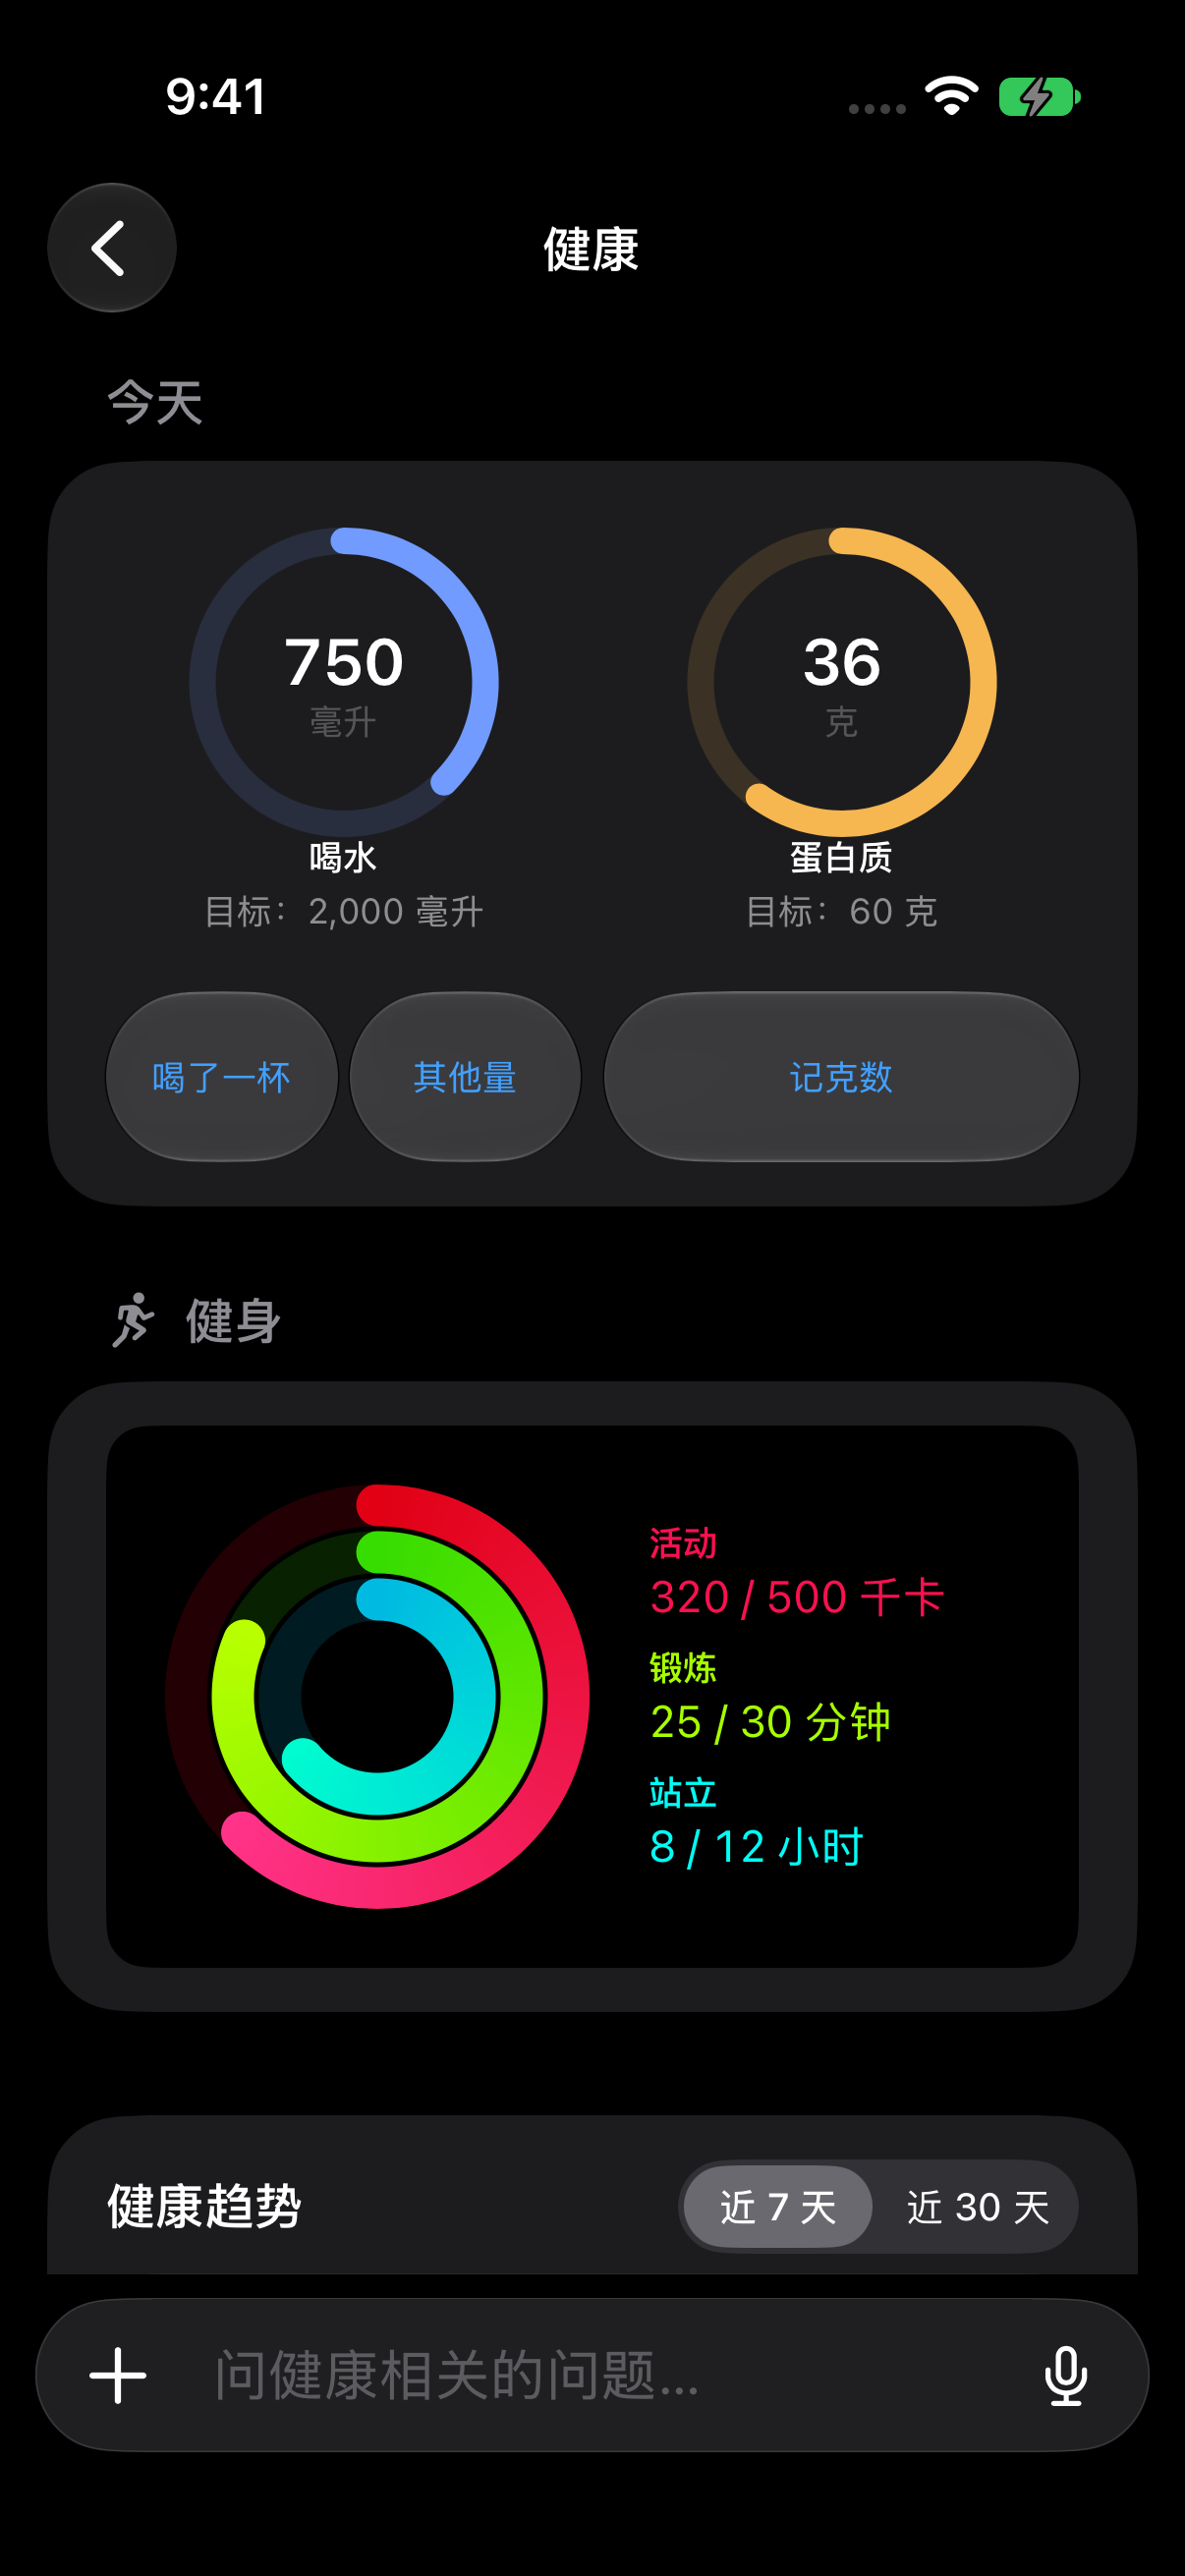 9:41
健康
今天
750
毫升
喝水
目标：2,000 毫升
36
克
蛋白质
目标：60 克
喝了一杯
其他量
记克数
健身
活动
320 / 500 千卡
锻炼
25 / 30 分钟
站立
8 / 12 小时
健康趋势
近 7 天
近 30 天
问健康相关的问题...